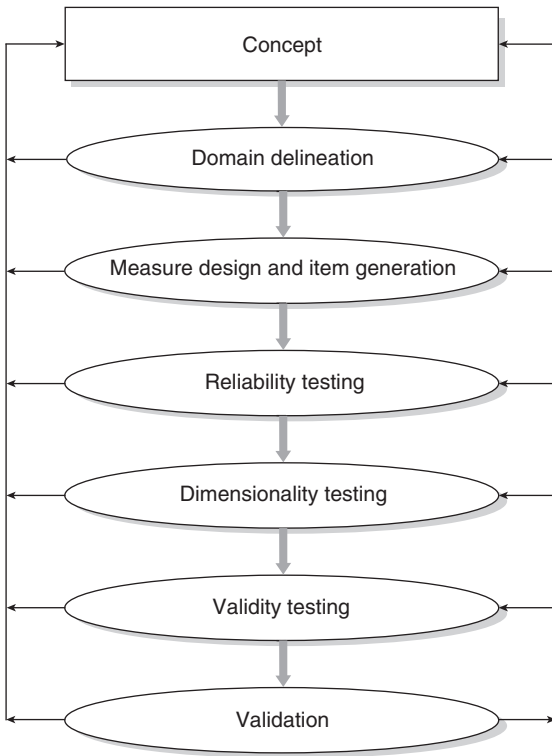 Concept
Domain delineation
Measure design and item generation
Reliability testing
Dimensionality testing
Validity testing
Validation